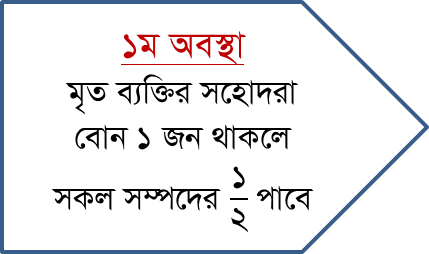 ১ম অবস্থা
মৃত ব্যক্তির সহোদরা
বোন ১ জন থাকলে
সকল সম্পদের ১/২ পাবে